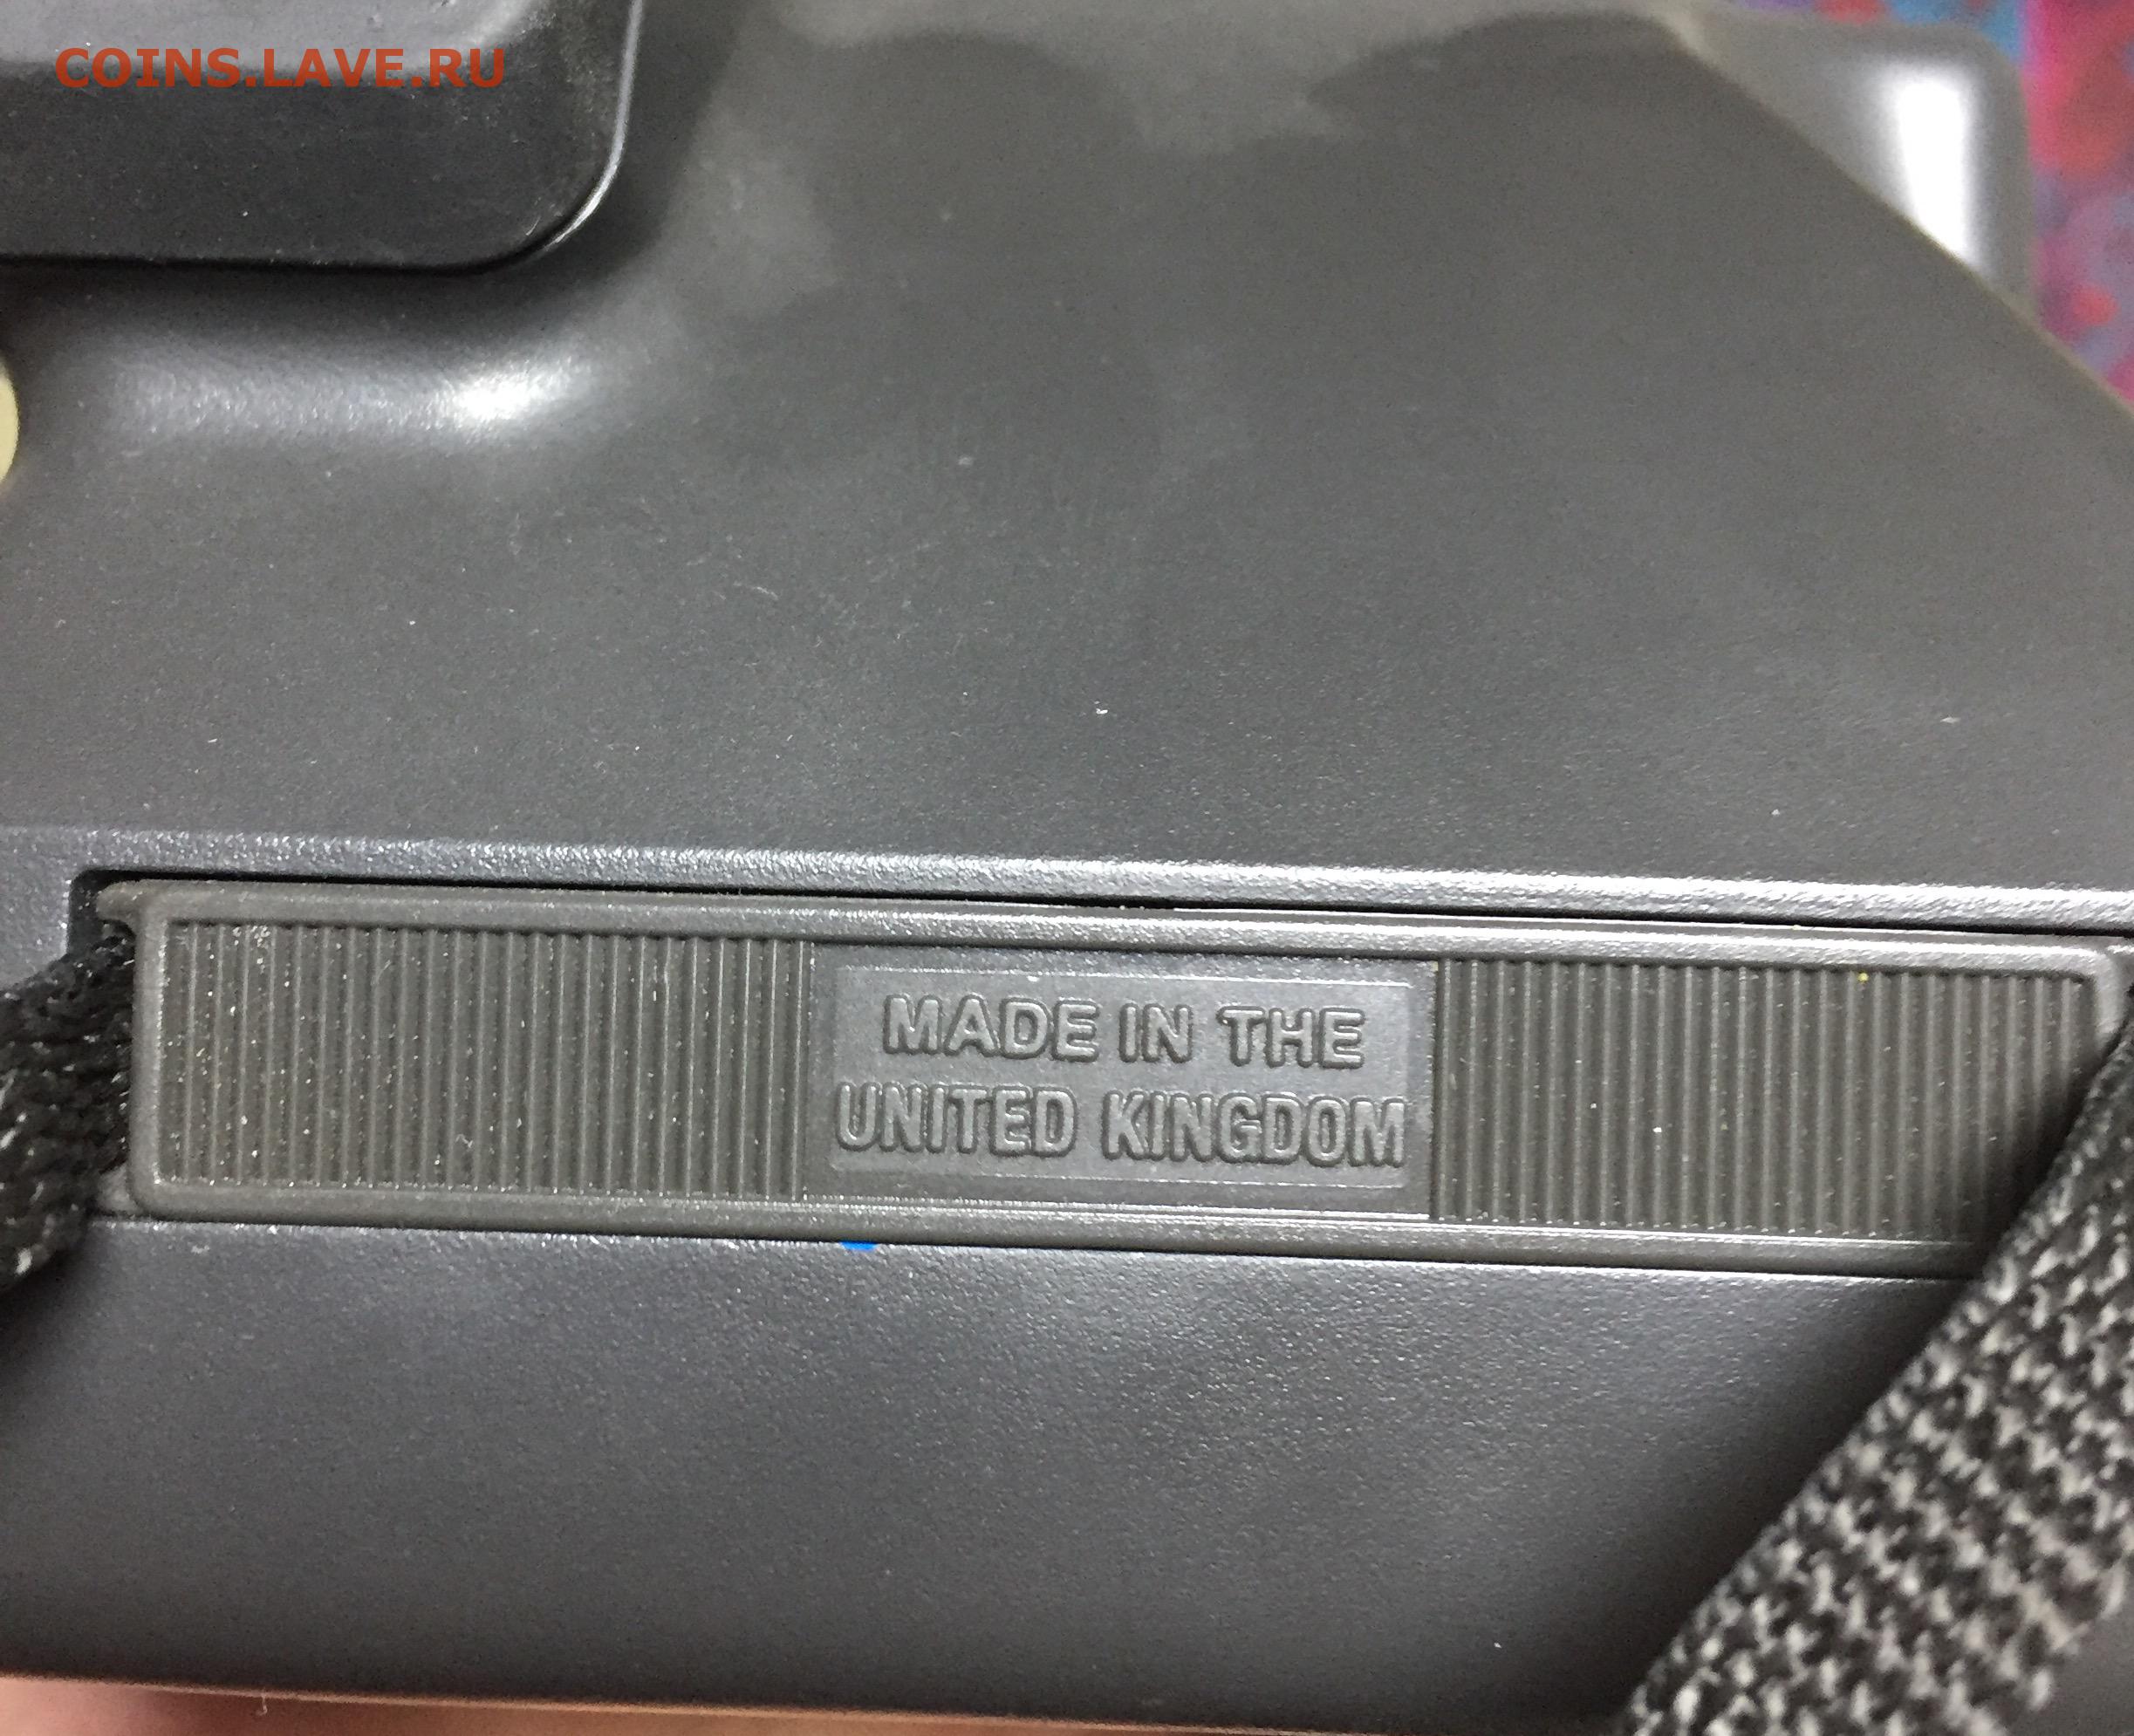 COINS.LAVE.RU
MADE IN THE
UNITED KINGDOM